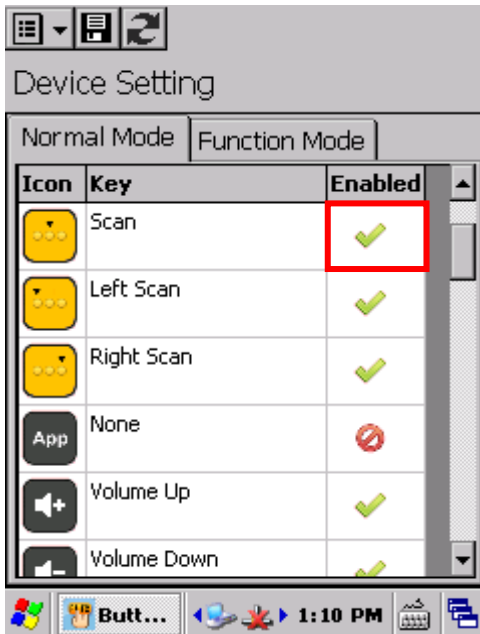 Device Setting
Normal Mode Function Mode
Icon Key Enabled
Scan
Left Scan
Right Scan
App None
Volume Up
Volume Down
Butt... 1:10 PM